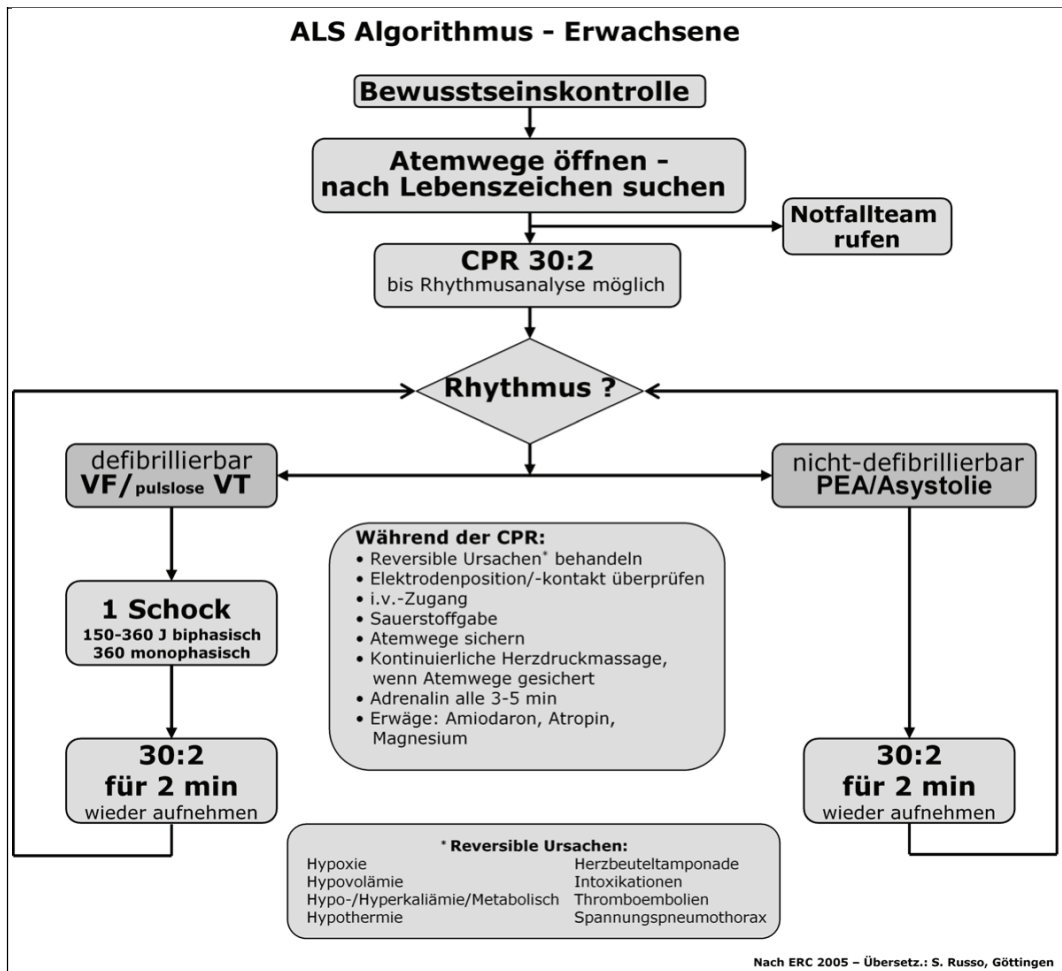 ALS Algorithmus - Erwachsene
Bewusstseinskontrolle
Atemwege öffnen -
nach Lebenszeichen suchen
Notfallteam
rufen
CPR 30:2
bis Rhythmusanalyse möglich
Rhythmus ?
defibrillierbar
VF/pulslose VT
nicht-defibrillierbar
PEA/Asystolie
1 Schock
150-360 J biphasisch
360 monophasisch
30:2
für 2 min
wieder aufnehmen
Während der CPR:
• Reversible Ursachen* behandeln
• Elektrodenposition/-kontakt überprüfen
• i.v.-Zugang
• Sauerstoffgabe
• Atemwege sichern
• Kontinuierliche Herzdruckmassage,
wenn Atemwege gesichert
• Adrenalin alle 3-5 min
• Erwäge: Amiodaron, Atropin,
Magnesium
30:2
für 2 min
wieder aufnehmen
* Reversible Ursachen:
Hypoxie
Hypovolämie
Hypo-/Hyperkaliämie/Metabolisch
Hypothermie
Herzbeuteltamponade
Intoxikationen
Thromboembolien
Spannungspneumothorax
Nach ERC 2005 – Übersetz.: S. Russo, Göttingen